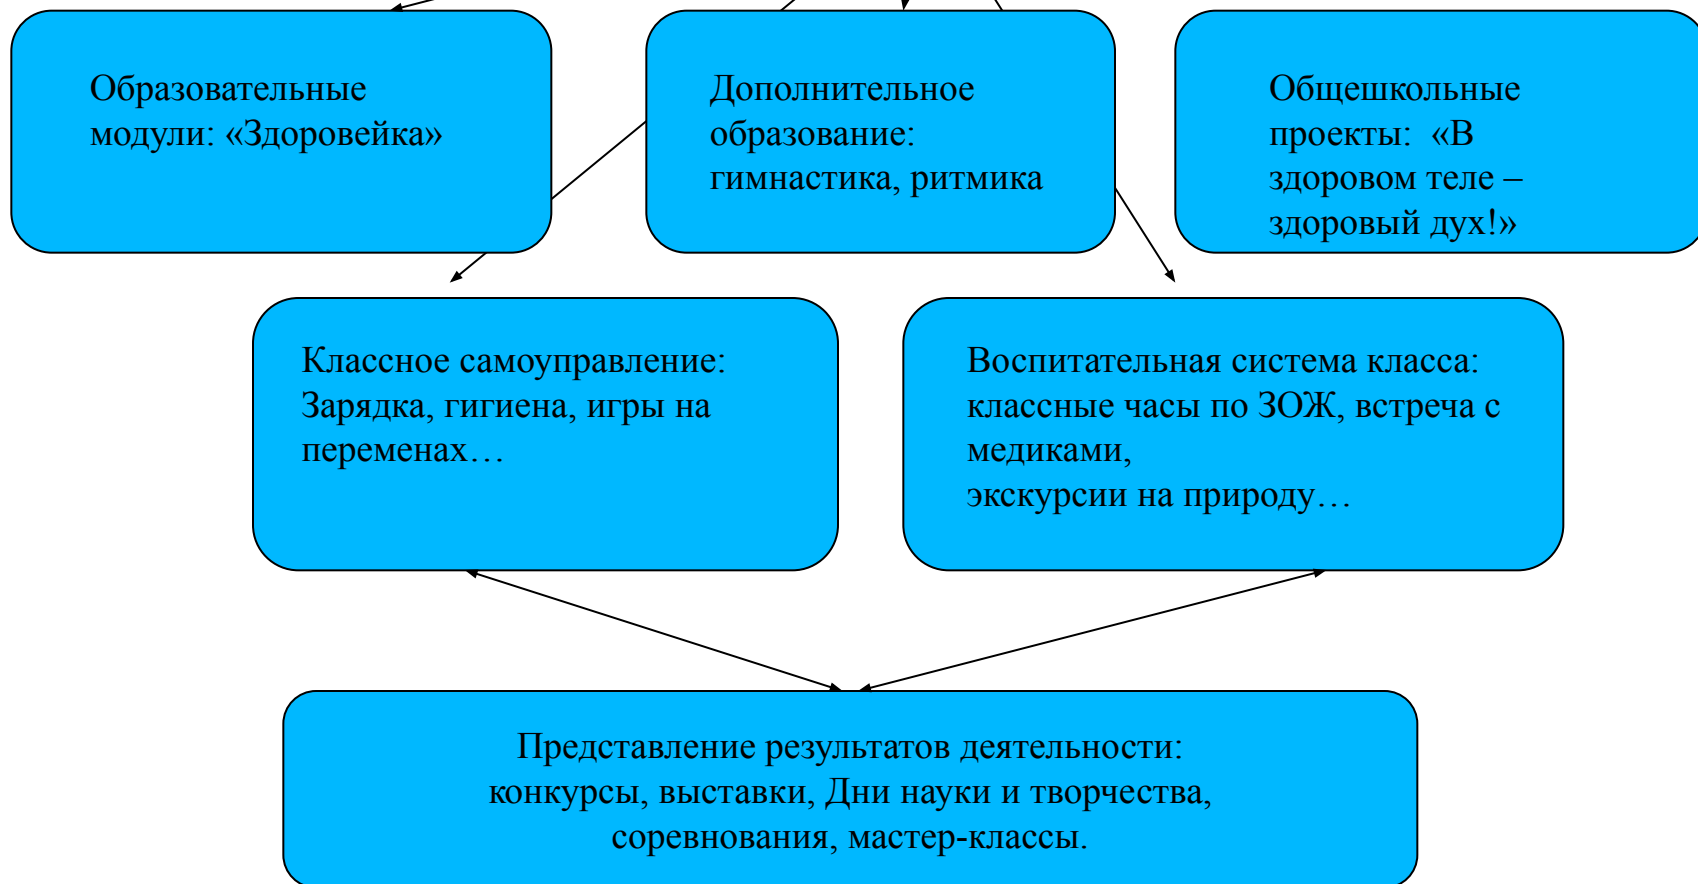 Образовательные
модули: «Здоровейка»
Дополнительное
образование:
гимнастика, ритмика
Общешкольные
проекты: «В
здоровом теле –
здоровый дух!»
Классное самоуправление:
Зарядка, гигиена, игры на
переменах…
Воспитательная система класса:
классные часы по ЗОЖ, встреча с
медиками,
экскурсии на природу…
Представление результатов деятельности:
конкурсы, выставки, Дни науки и творчества,
соревнования, мастер-классы.